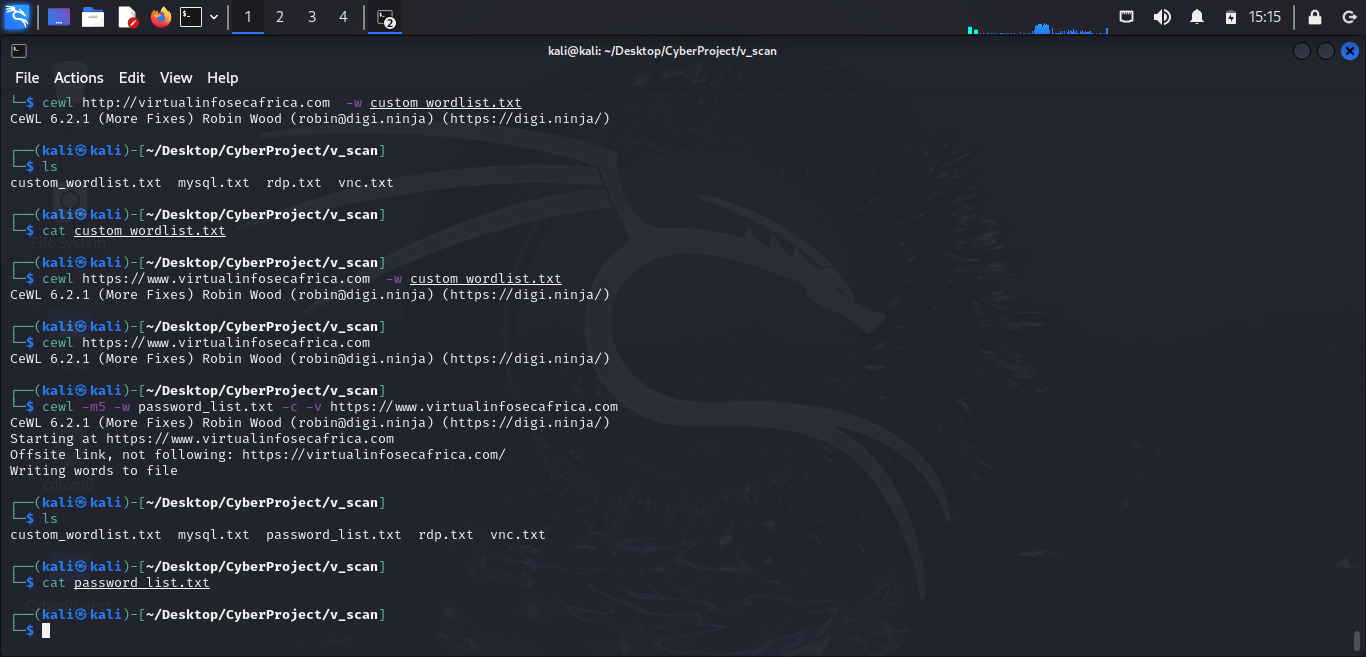 1 2 3 4 2 15:15
kali@kali: ~/Desktop/CyberProject/v_scan
File Actions Edit View Help
└─$ cewl http://virtualinfosecafrica.com  -w custom_wordlist.txt
CeWL 6.2.1 (More Fixes) Robin Wood (robin@digi.ninja) (https://digi.ninja/)
┌──(kali㉿kali)-[~/Desktop/CyberProject/v_scan]
└─$ ls
custom_wordlist.txt  mysql.txt  rdp.txt  vnc.txt
┌──(kali㉿kali)-[~/Desktop/CyberProject/v_scan]
└─$ cat custom_wordlist.txt
File System
┌──(kali㉿kali)-[~/Desktop/CyberProject/v_scan]
└─$ cewl https://www.virtualinfosecafrica.com  -w custom_wordlist.txt
CeWL 6.2.1 (More Fixes) Robin Wood (robin@digi.ninja) (https://digi.ninja/)
┌──(kali㉿kali)-[~/Desktop/CyberProject/v_scan]
└─$ cewl https://www.virtualinfosecafrica.com
CeWL 6.2.1 (More Fixes) Robin Wood (robin@digi.ninja) (https://digi.ninja/)
┌──(kali㉿kali)-[~/Desktop/CyberProject/v_scan]
└─$ cewl -m5 -w password_list.txt -c -v https://www.virtualinfosecafrica.com
CeWL 6.2.1 (More Fixes) Robin Wood (robin@digi.ninja) (https://digi.ninja/)
Starting at https://www.virtualinfosecafrica.com
Offsite link, not following: https://virtualinfosecafrica.com/
Writing words to file
cdrom0
┌──(kali㉿kali)-[~/Desktop/CyberProject/v_scan]
└─$ ls
custom_wordlist.txt  mysql.txt  password_list.txt  rdp.txt  vnc.txt
┌──(kali㉿kali)-[~/Desktop/CyberProject/v_scan]
└─$ cat password_list.txt
┌──(kali㉿kali)-[~/Desktop/CyberProject/v_scan]
└─$